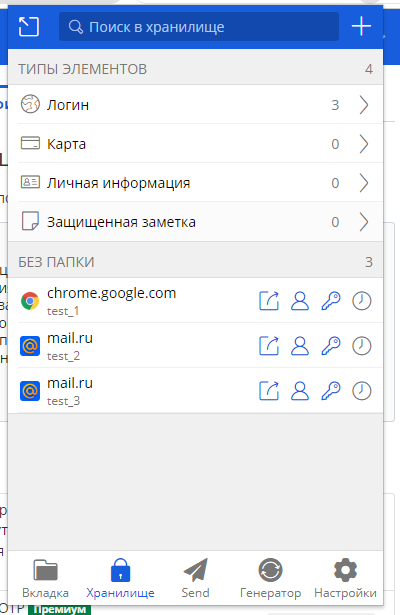 Поиск в хранилище
ТИПЫ ЭЛЕМЕНТОВ 4
Логин 3
Карта 0
Личная информация 0
Защищенная заметка 0
БЕЗ ПАПКИ 3
chrome.google.com
test_1
mail.ru
test_2
mail.ru
test_3
Вкладка Хранилище Send Генератор Настройки
Премиум